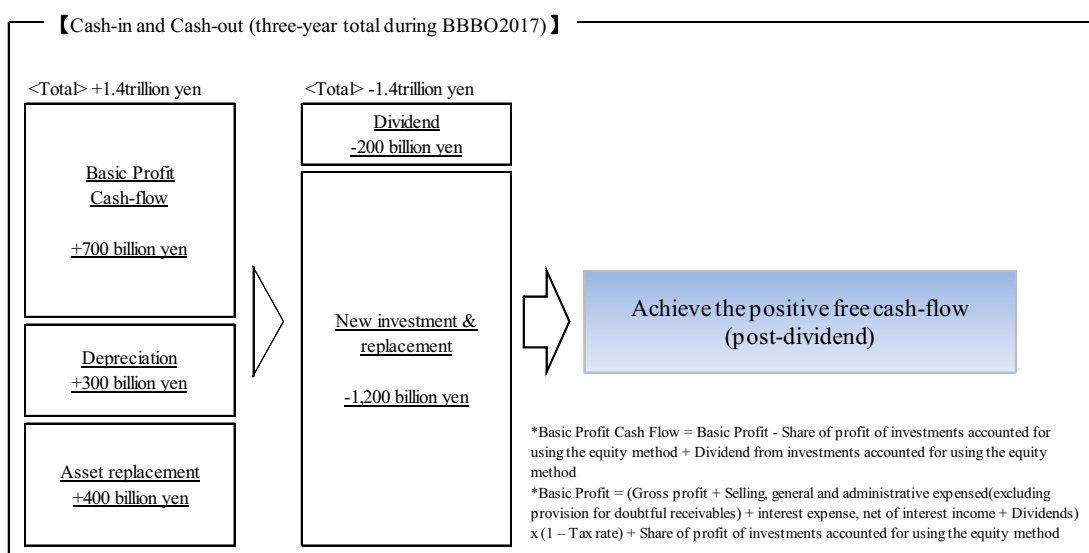 【Cash-in and Cash-out (three-year total during BBBO2017)】
<Total> +1.4trillion yen
Basic Profit
Cash-flow
+700 billion yen
Depreciation
+300 billion yen
Asset replacement
+400 billion yen
<Total> -1.4trillion yen
Dividend
-200 billion yen
New investment &
replacement
-1,200 billion yen
Achieve the positive free cash-flow
(post-dividend)
*Basic Profit Cash Flow = Basic Profit - Share of profit of investments accounted for
using the equity method + Dividend from investments accounted for using the equity
method
*Basic Profit = (Gross profit + Selling, general and administrative expensed(excluding
provision for doubtful receivables) + interest expense, net of interest income + Dividends)
x (1 – Tax rate) + Share of profit of investments accounted for using the equity method